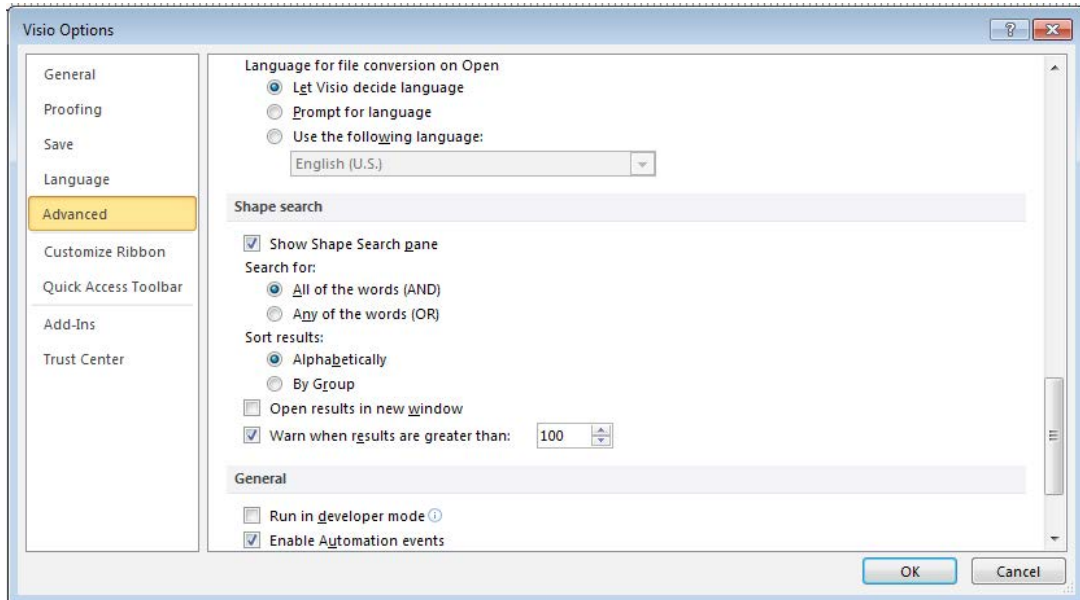 Visio Options
General
Proofing
Save
Language
Advanced
Customize Ribbon
Quick Access Toolbar
Add-Ins
Trust Center
Language for file conversion on Open
Let Visio decide language
Prompt for language
Use the following language:
English (U.S.)
Shape search
Show Shape Search pane
Search for:
All of the words (AND)
Any of the words (OR)
Sort results:
Alphabetically
By Group
Open results in new window
Warn when results are greater than: 100
General
Run in developer mode
Enable Automation events
OK Cancel